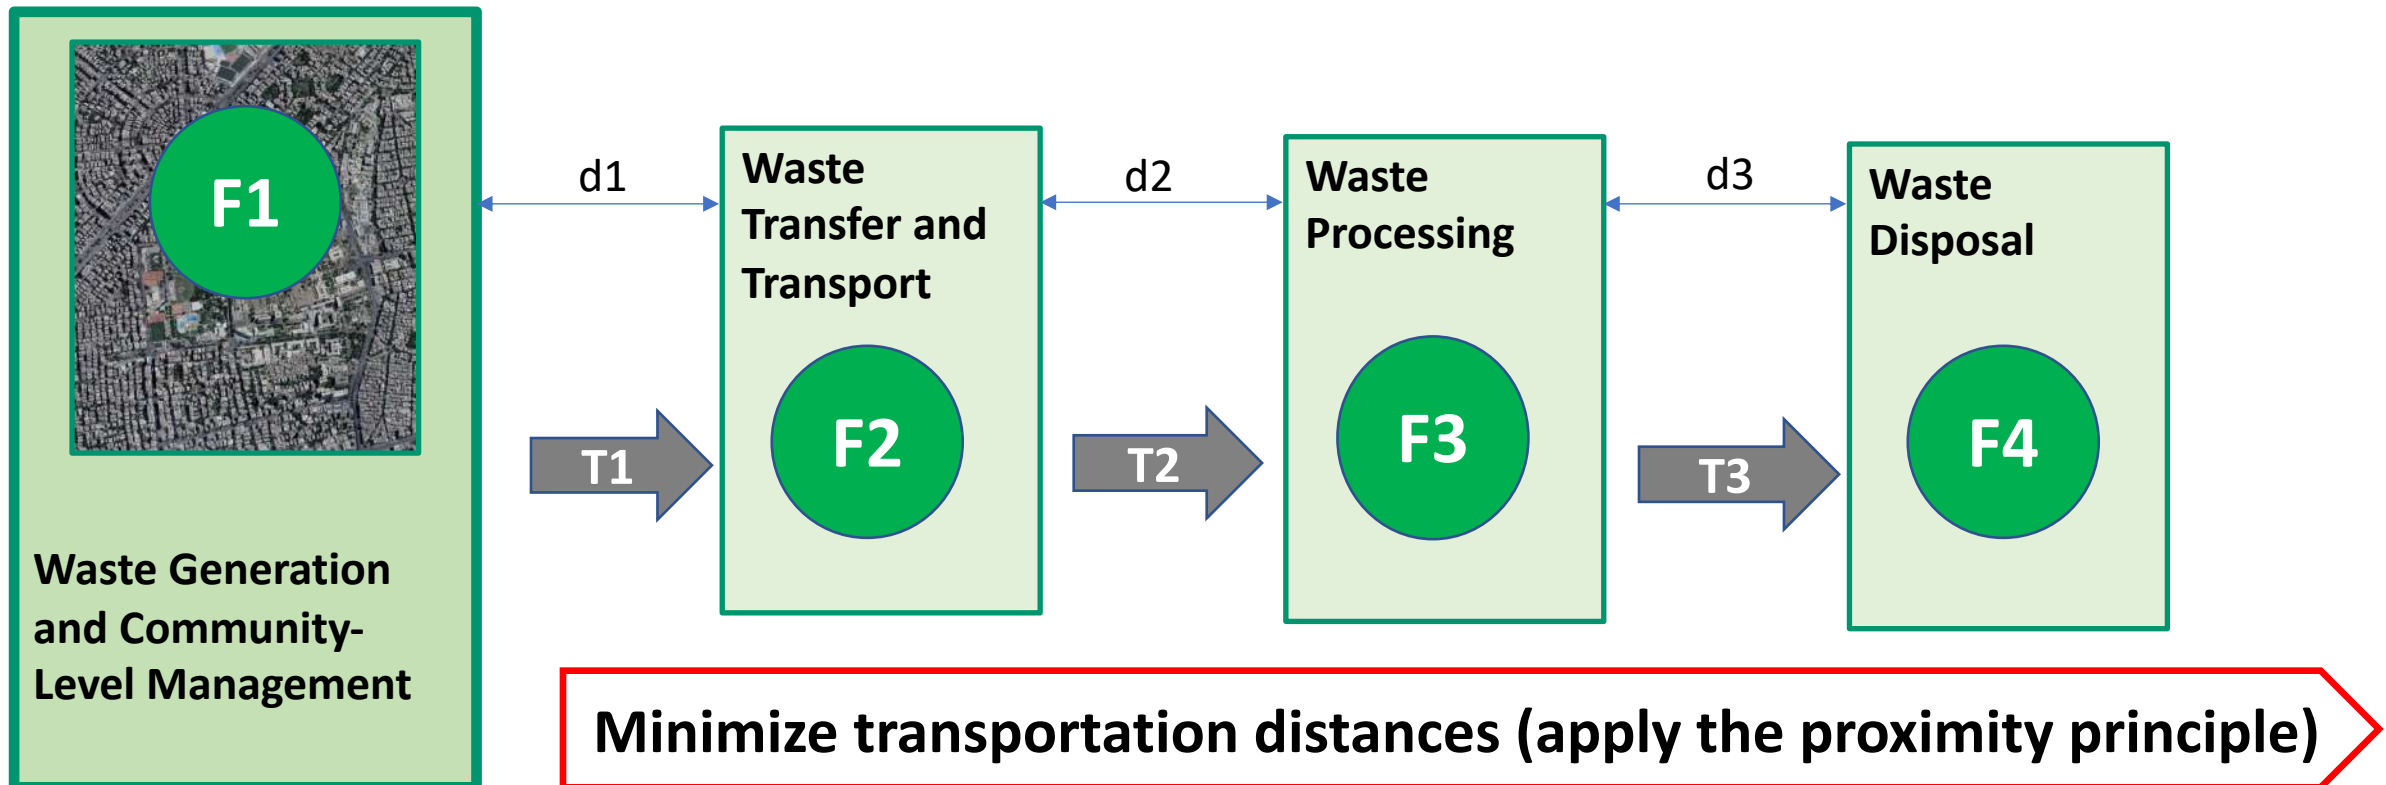 F1
Waste Generation
and Community-
Level Management
d1
T1
Waste
Transfer and
Transport
F2
d2
T2
Waste
Processing
F3
d3
T3
Waste
Disposal
F4
Minimize transportation distances (apply the proximity principle)